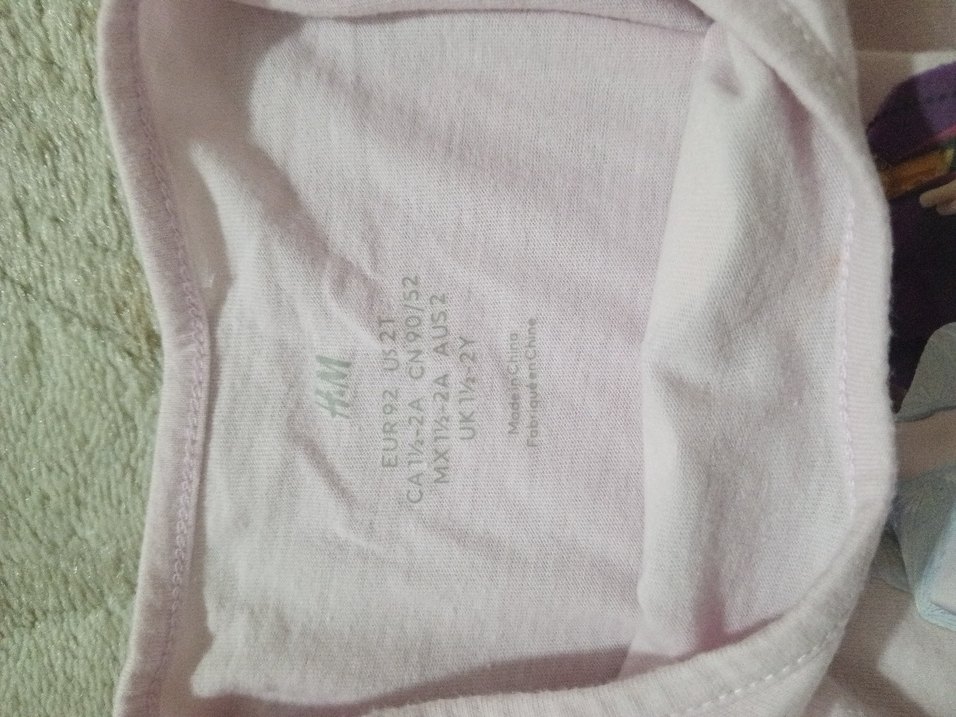 H&M
EUR 92 US 2T
CA 1½-2A CN 90/52
MX 1½-2A AUS 2
UK 1½-2Y
Made in China
Fabriqué en Chine